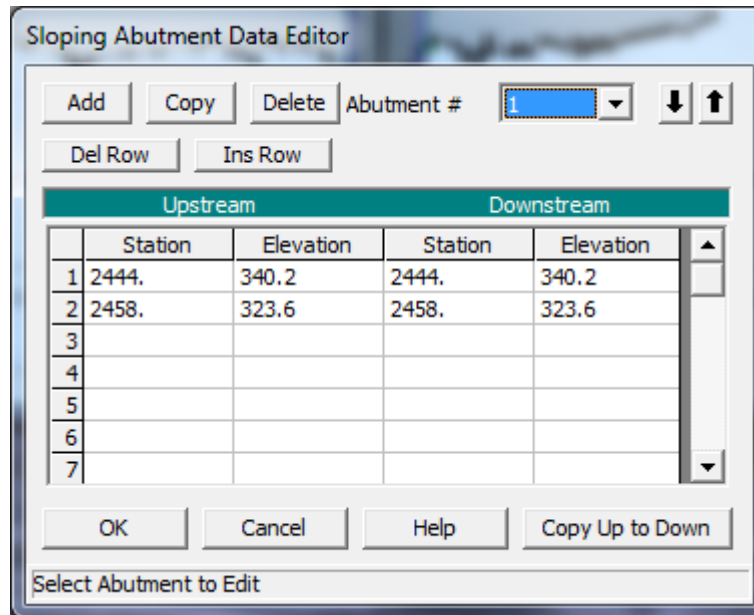 Sloping Abutment Data Editor
Add Copy Delete Abutment # 1
Del Row Ins Row
Upstream Downstream
Station Elevation Station Elevation
1 2444. 340.2 2444. 340.2
2 2458. 323.6 2458. 323.6
3
4
5
6
7
OK Cancel Help Copy Up to Down
Select Abutment to Edit